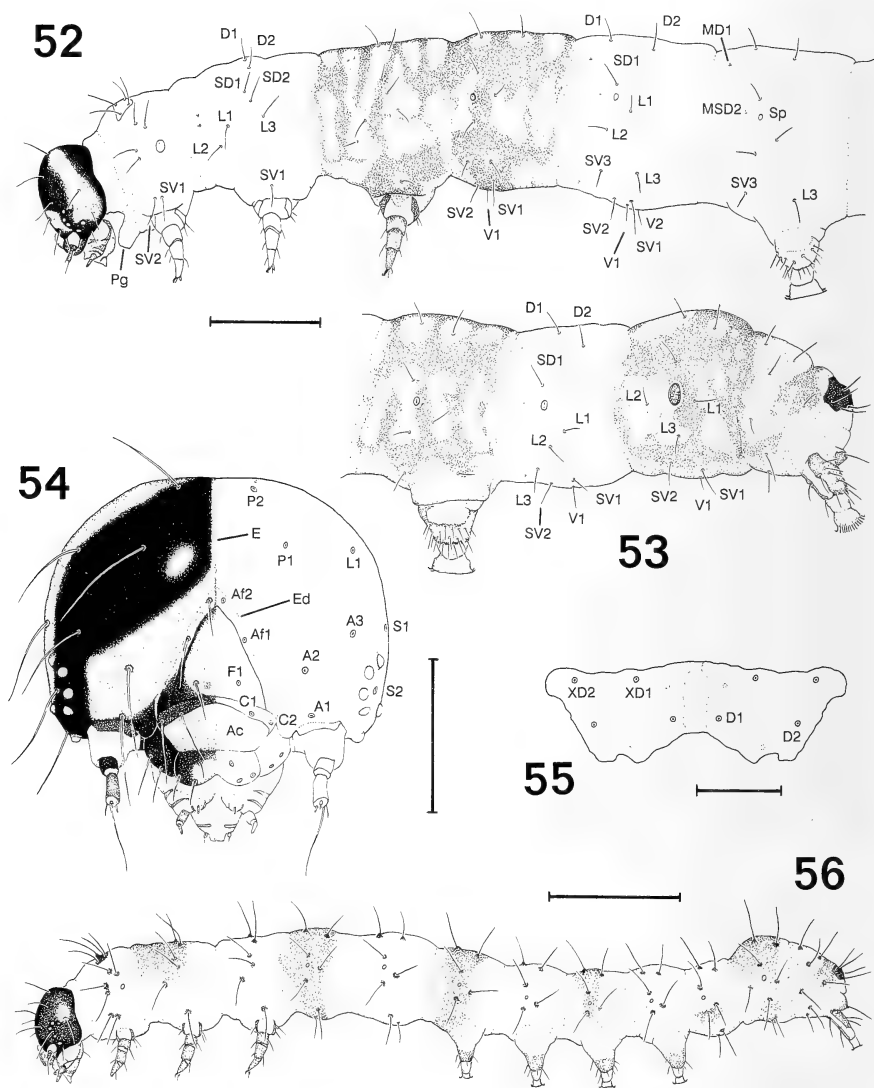 52
D1 D2
SD1 SD2
L1
L2
L3
SV1
SV1
SV2
Pg
SV2
V1
SV1
D1 D2
SD1
L1
L2
SV3
L3
SV2
V1
V2
SV1
MD1
MSD2
Sp
SV3
L3
D1 D2
SD1
L1
L2
L3
SV2
V1
SV1
L2
L1
L3
SV2
V1
SV1
53
54
P2
E
P1
L1
Af2
Ed
Af1
A3
S1
A2
F1
S2
C1
C2
A1
Ac
XD2
XD1
D1
D2
55
56